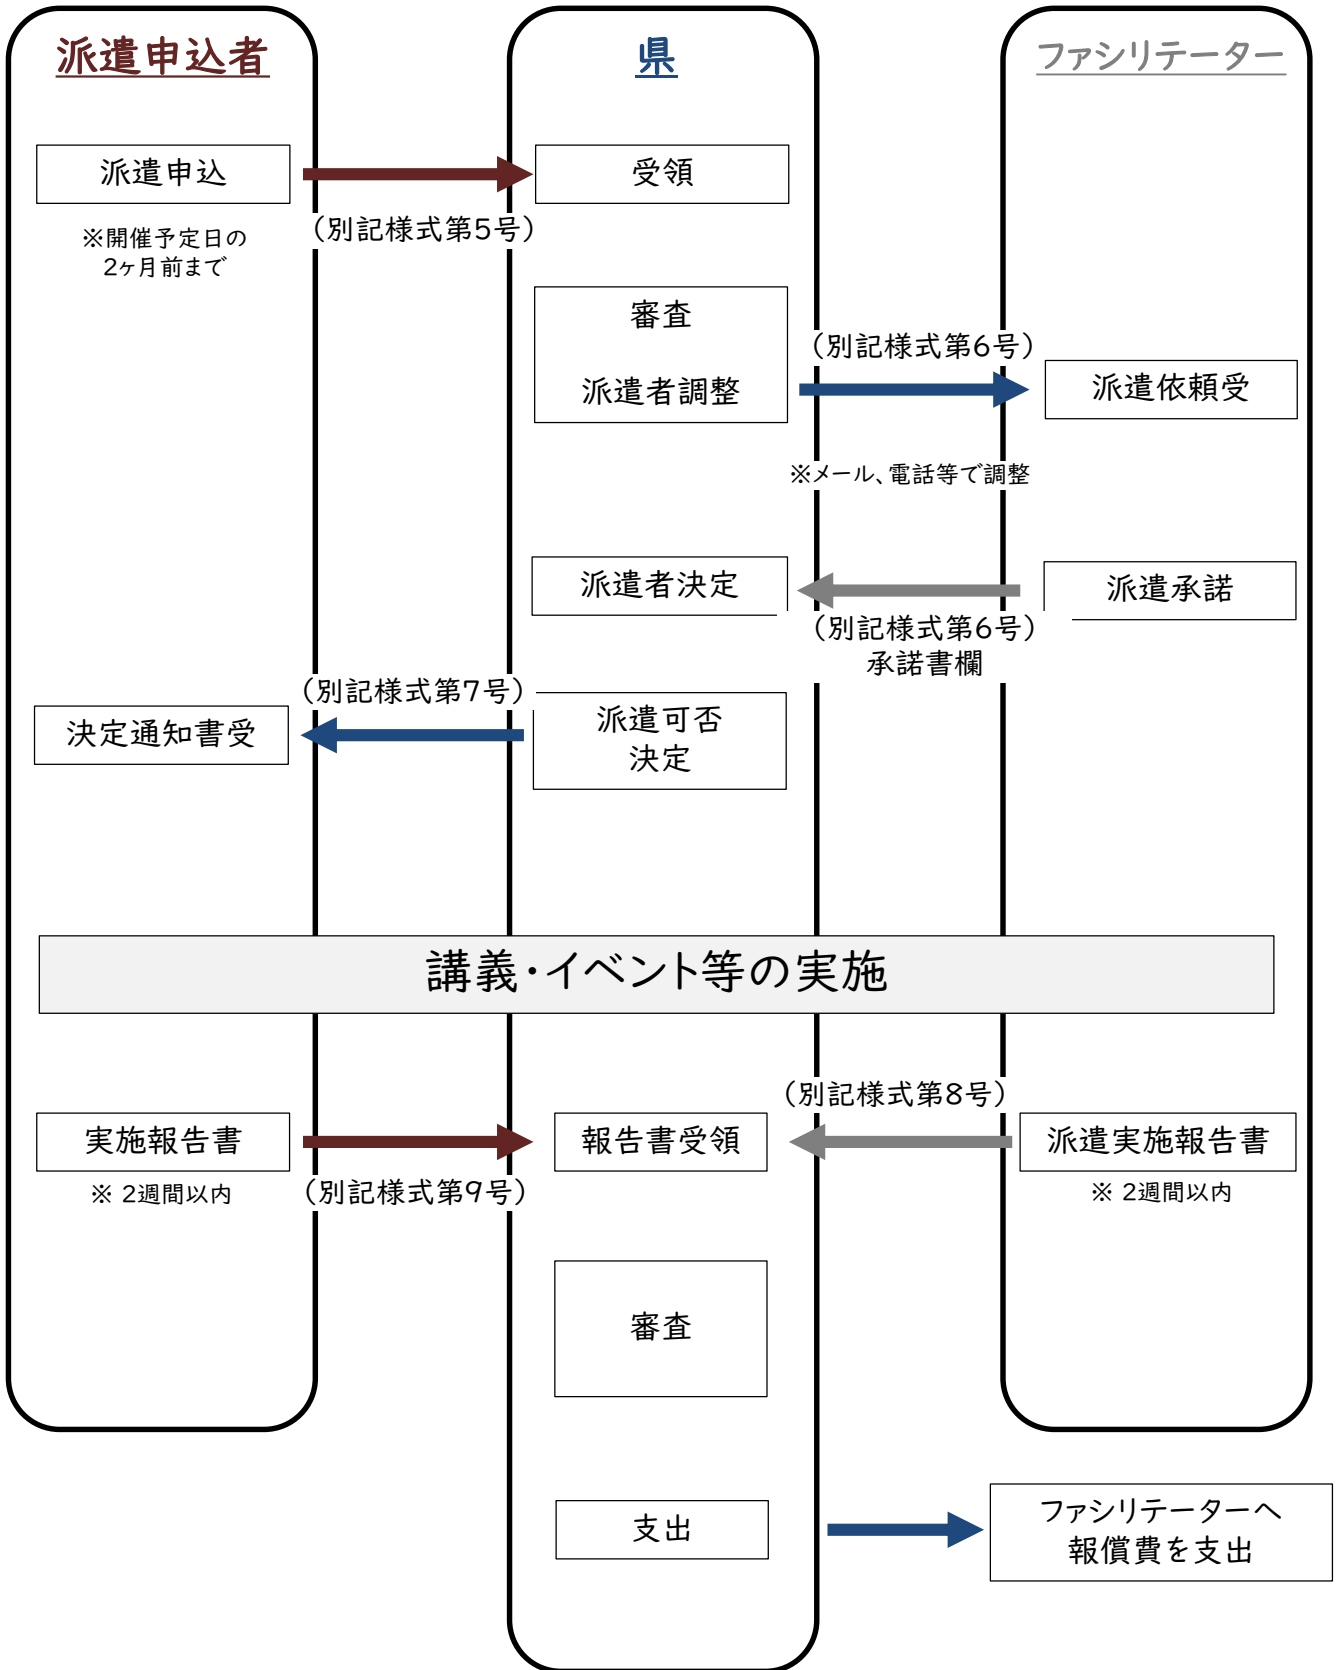 派遣申込者
県
ファシリテーター
派遣申込
受領
(別記様式第5号)
※開催予定日の
2ヶ月前まで
審査
派遣者調整
(別記様式第6号)
派遣依頼受
※メール、電話等で調整
派遣者決定
派遣承諾
(別記様式第6号)
承諾書欄
(別記様式第7号)
決定通知書受
派遣可否
決定
講義・イベント等の実施
(別記様式第8号)
実施報告書
報告書受領
派遣実施報告書
※ 2週間以内
(別記様式第9号)
※ 2週間以内
審査
支出
ファシリテーターへ
報償費を支出